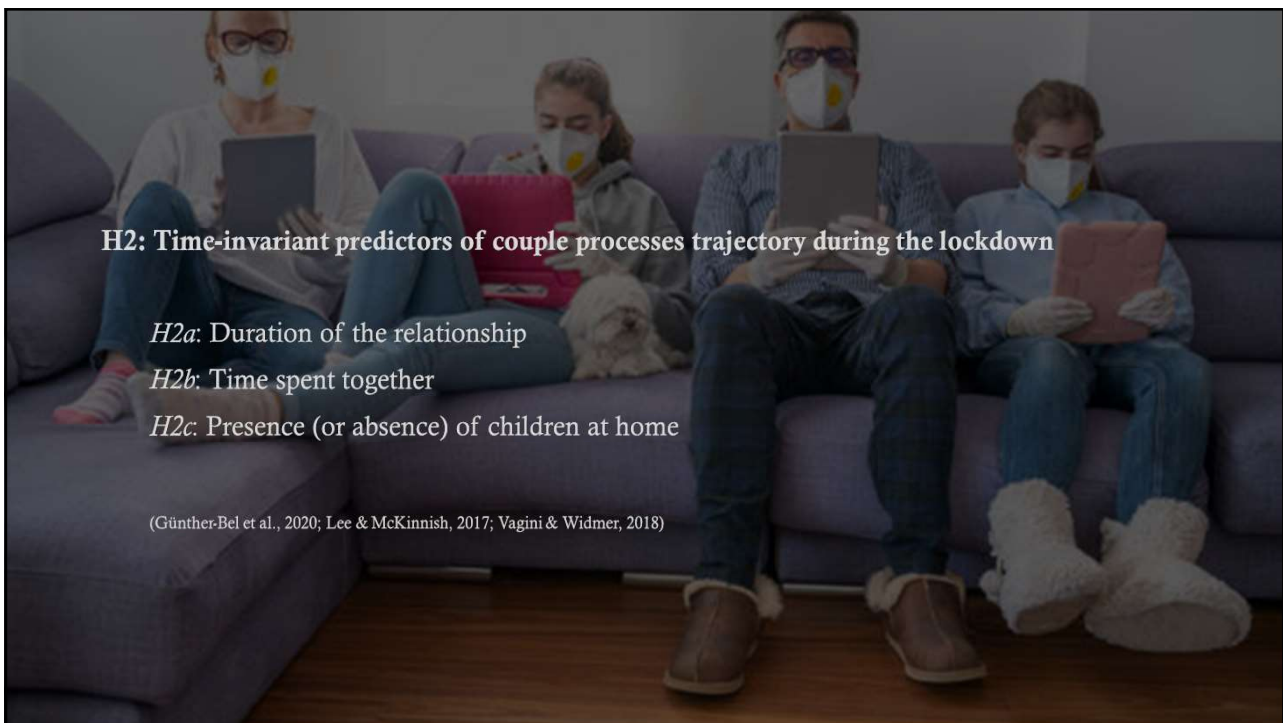 H2: Time-invariant predictors of couple processes trajectory during the lockdown
H2a: Duration of the relationship
H2b: Time spent together
H2c: Presence (or absence) of children at home
(Günther-Bel et al., 2020; Lee & McKinnish, 2017; Vagini & Widmer, 2018)